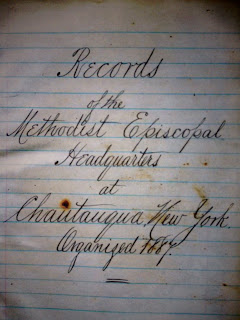 Records
of the
Methodist Episcopal
Headquarters
at
Chautauqua, New York.
Organized 1887.